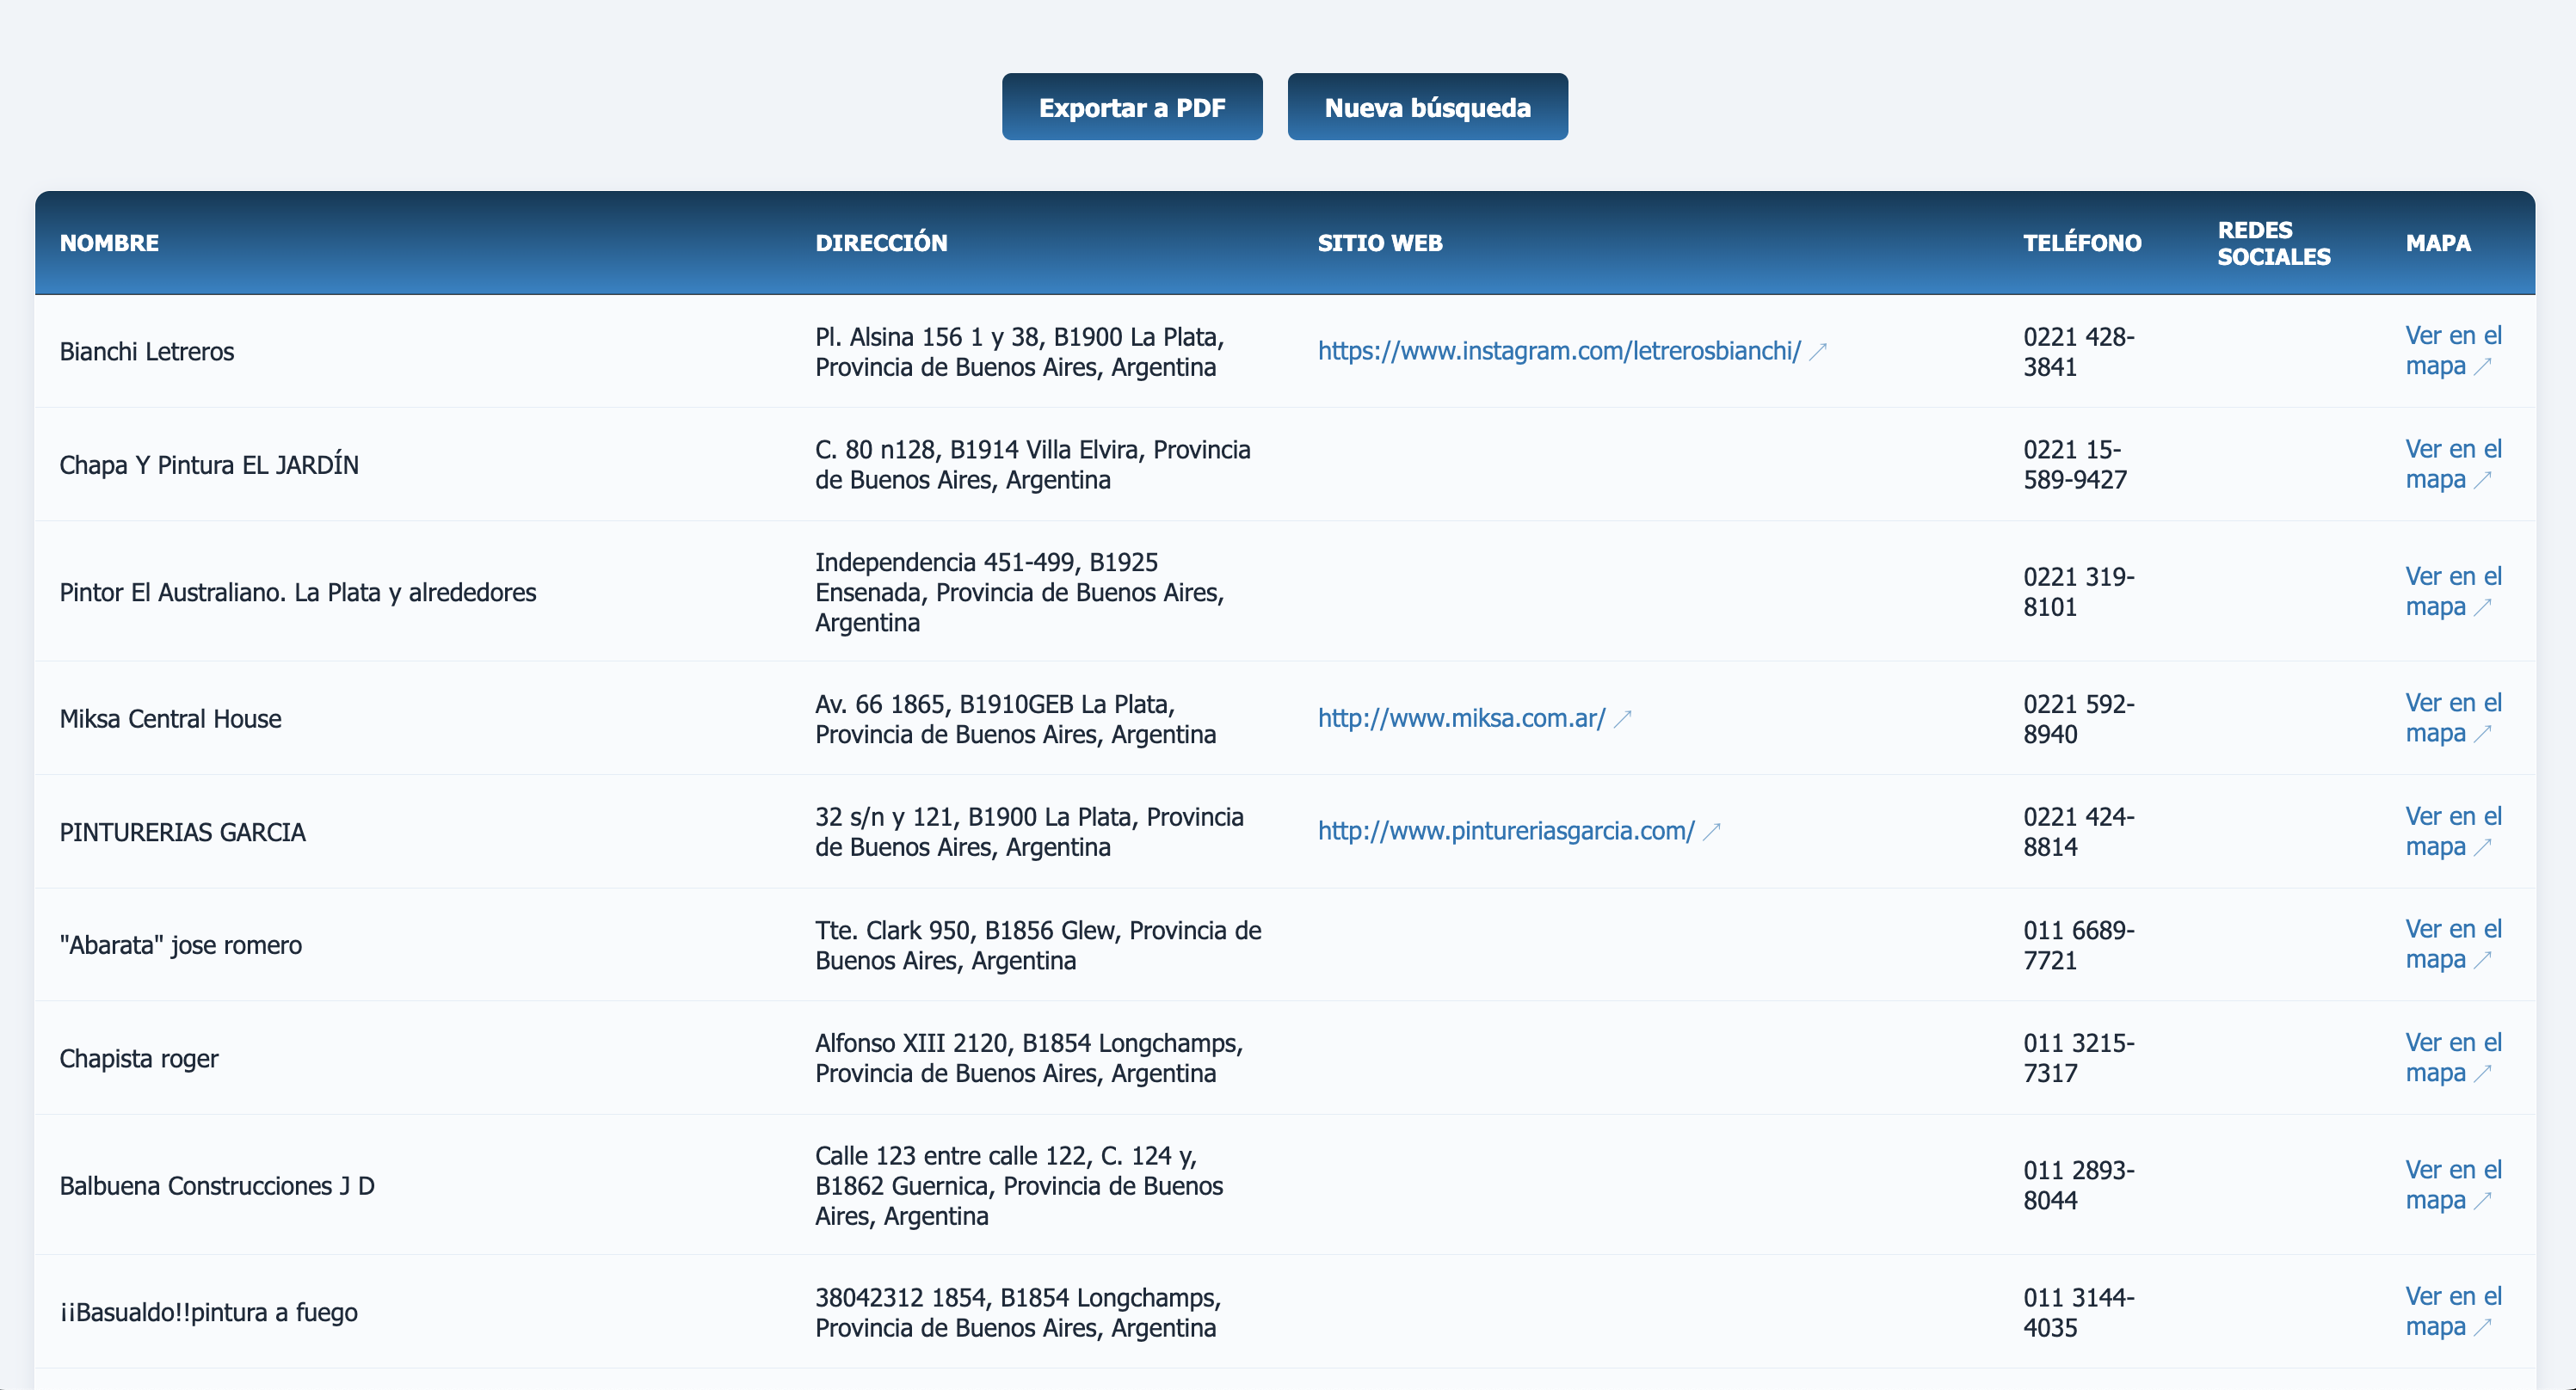 Exportar a PDF
Nueva búsqueda
NOMBRE
DIRECCIÓN
SITIO WEB
TELÉFONO
REDES
SOCIALES
MAPA
Bianchi Letreros
Pl. Alsina 156 1 y 38, B1900 La Plata,
Provincia de Buenos Aires, Argentina
https://www.instagram.com/letrerosbianchi/
0221 428-
3841
Ver en el
mapa
Chapa Y Pintura EL JARDÍN
C. 80 n128, B1914 Villa Elvira, Provincia
de Buenos Aires, Argentina
0221 15-
589-9427
Ver en el
mapa
Pintor El Australiano. La Plata y alrededores
Independencia 451-499, B1925
Ensenada, Provincia de Buenos Aires,
Argentina
0221 319-
8101
Ver en el
mapa
Miksa Central House
Av. 66 1865, B1910GEB La Plata,
Provincia de Buenos Aires, Argentina
http://www.miksa.com.ar/
0221 592-
8940
Ver en el
mapa
PINTURERIAS GARCIA
32 s/n y 121, B1900 La Plata, Provincia
de Buenos Aires, Argentina
http://www.pintureriasgarcia.com/
0221 424-
8814
Ver en el
mapa
"Abarata" jose romero
Tte. Clark 950, B1856 Glew, Provincia de
Buenos Aires, Argentina
011 6689-
7721
Ver en el
mapa
Chapista roger
Alfonso XIII 2120, B1854 Longchamps,
Provincia de Buenos Aires, Argentina
011 3215-
7317
Ver en el
mapa
Balbuena Construcciones J D
Calle 123 entre calle 122, C. 124 y,
B1862 Guernica, Provincia de Buenos
Aires, Argentina
011 2893-
8044
Ver en el
mapa
¡¡Basualdo!!pintura a fuego
38042312 1854, B1854 Longchamps,
Provincia de Buenos Aires, Argentina
011 3144-
4035
Ver en el
mapa